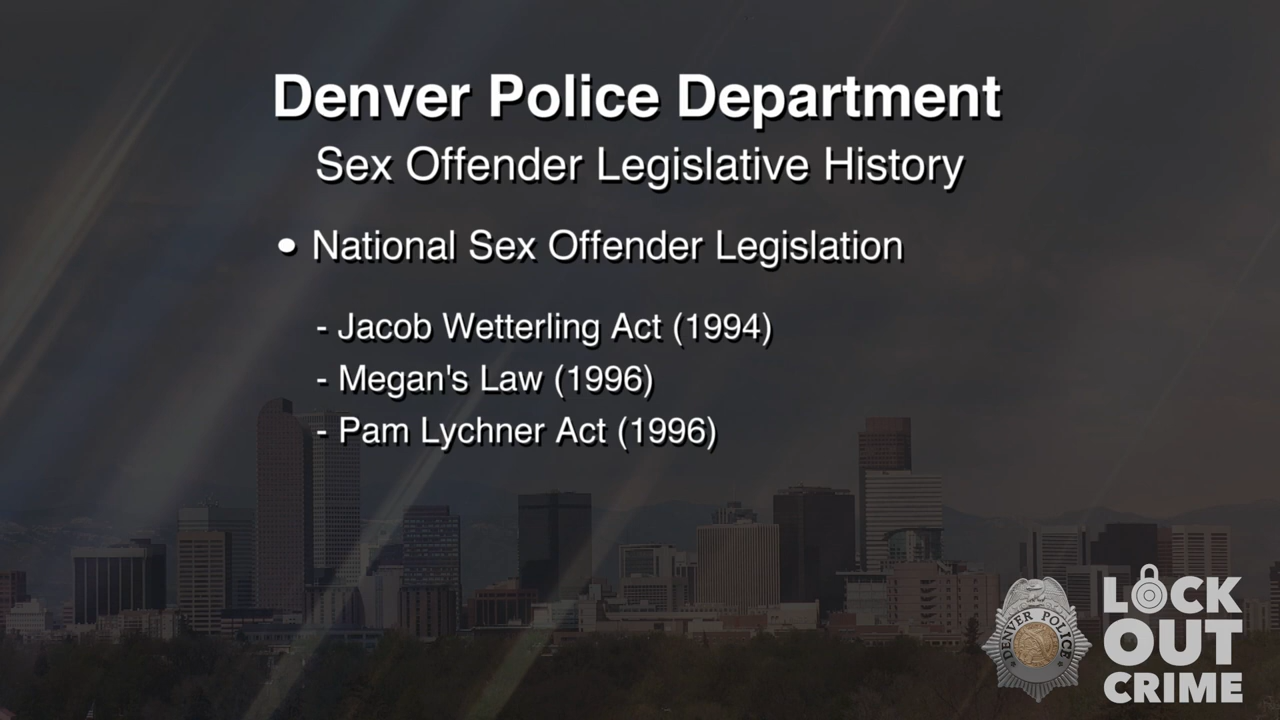 Denver Police Department
Sex Offender Legislative History
• National Sex Offender Legislation
- Jacob Wetterling Act (1994)
- Megan's Law (1996)
- Pam Lychner Act (1996)
DENVER POLICE
LOCK
OUT
CRIME